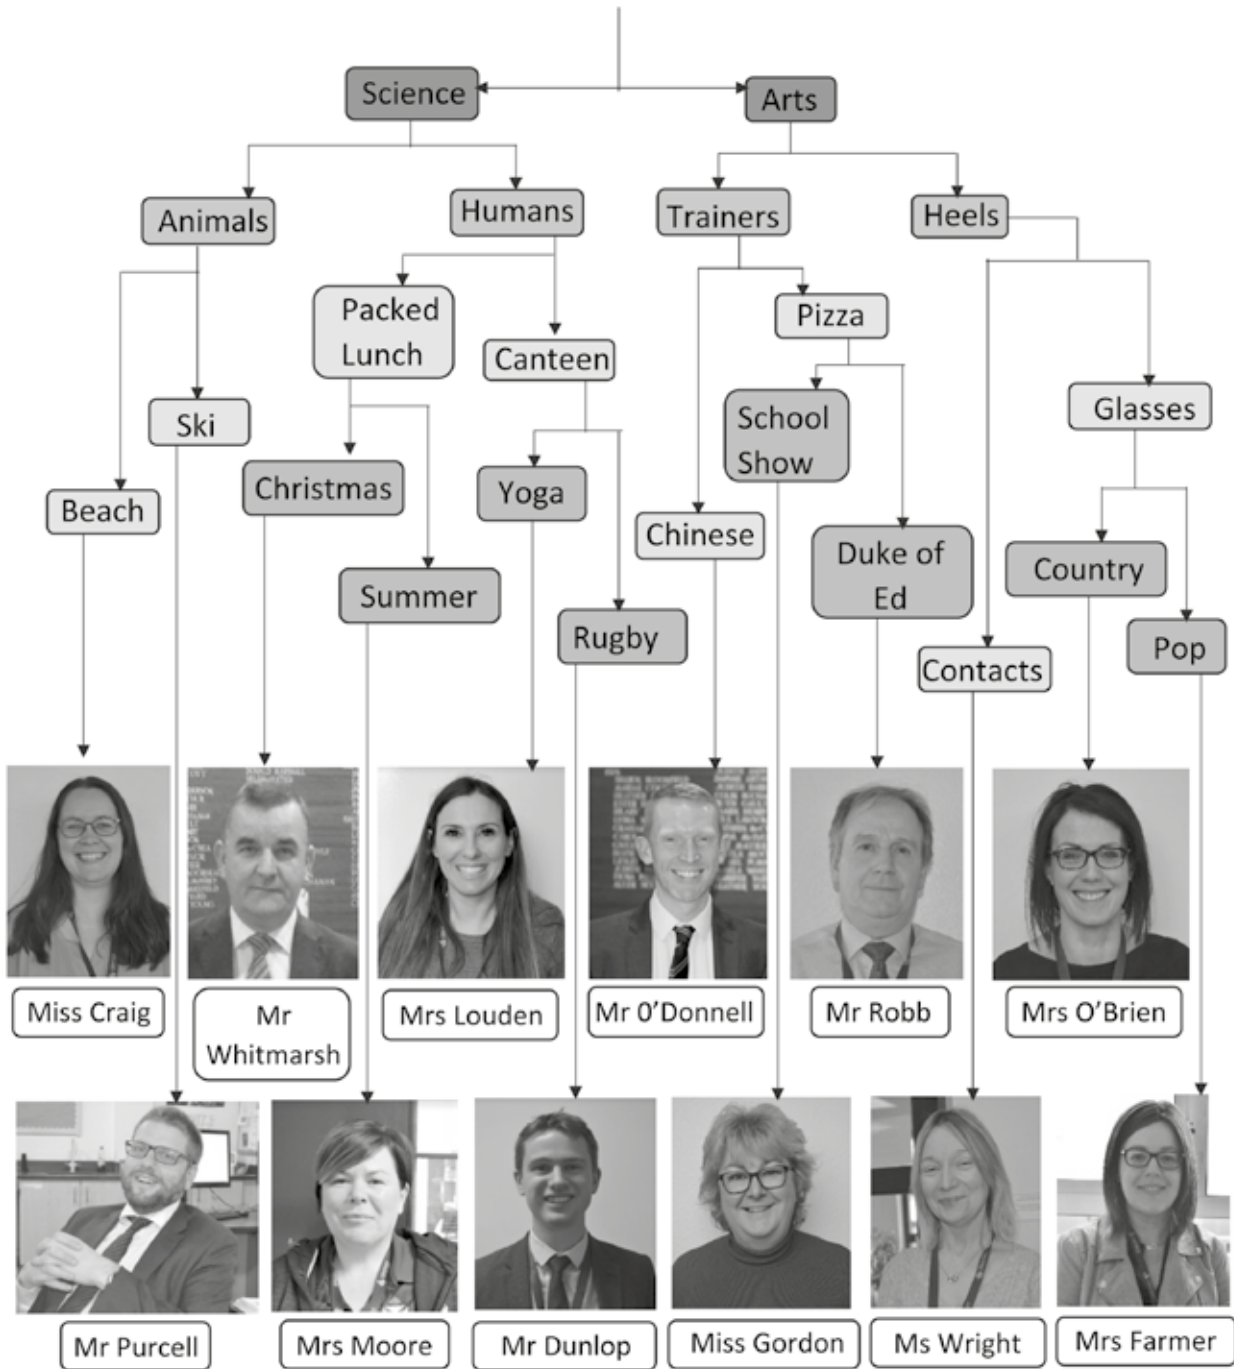 Science
Arts
Animals
Humans
Trainers
Heels
Packed
Lunch
Pizza
Canteen
Glasses
Ski
School
Show
Christmas
Yoga
Beach
Chinese
Duke of
Ed
Country
Summer
Rugby
Pop
Contacts
Miss Craig
Mr
Whitmarsh
Mrs Louden
Mr 0'Donnell
Mr Robb
Mrs O'Brien
Mr Purcell
Mrs Moore
Mr Dunlop
Miss Gordon
Ms Wright
Mrs Farmer